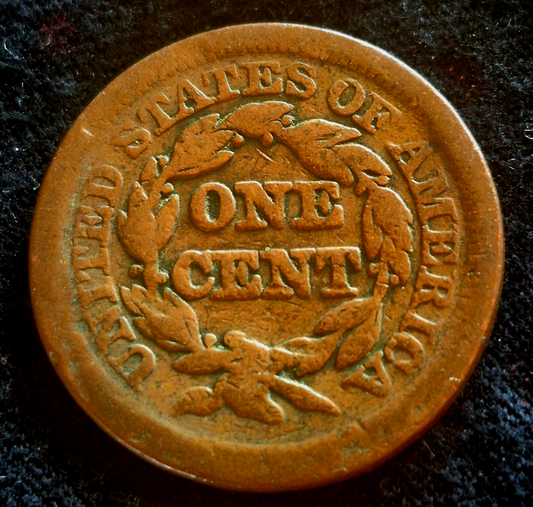 UNITED STATES OF AMERICA
ONE
CENT